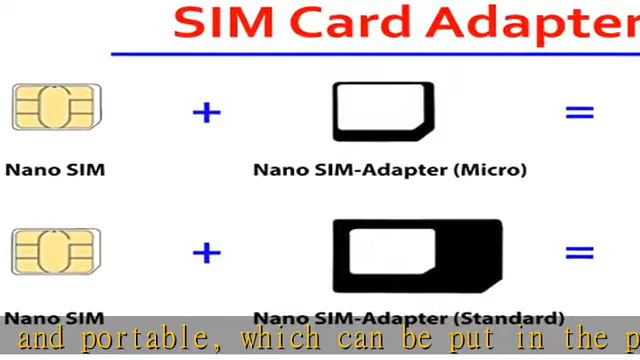 SIM Card Adapter
+ =
Nano SIM Nano SIM-Adapter (Micro)
+ =
Nano SIM Nano SIM-Adapter (Standard)
and portable, which can be put in the p